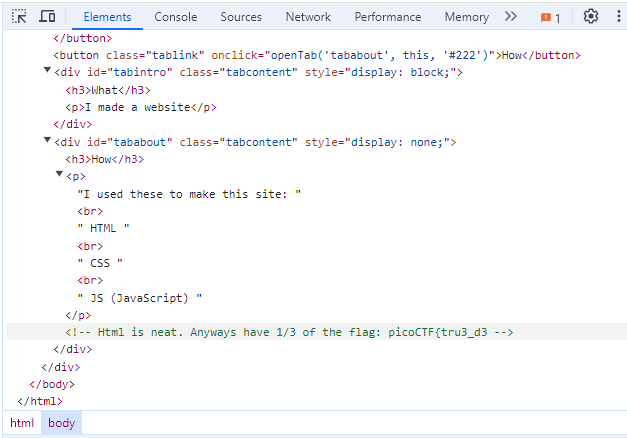 Elements Console Sources Network Performance Memory 1
</button>
<button class="tablink" onclick="openTab('tababout', this, '#222')">How</button>
<div id="tabintro" class="tabcontent" style="display: block;">
<h3>What</h3>
<p>I made a website</p>
</div>
<div id="tababout" class="tabcontent" style="display: none;">
<h3>How</h3>
<p>
"I used these to make this site: "
<br>
" HTML "
<br>
" CSS "
<br>
" JS (JavaScript) "
</p>
<!-- Html is neat. Anyways have 1/3 of the flag: picoCTF{tru3_d3 -->
</div>
</div>
</body>
</html>
html body